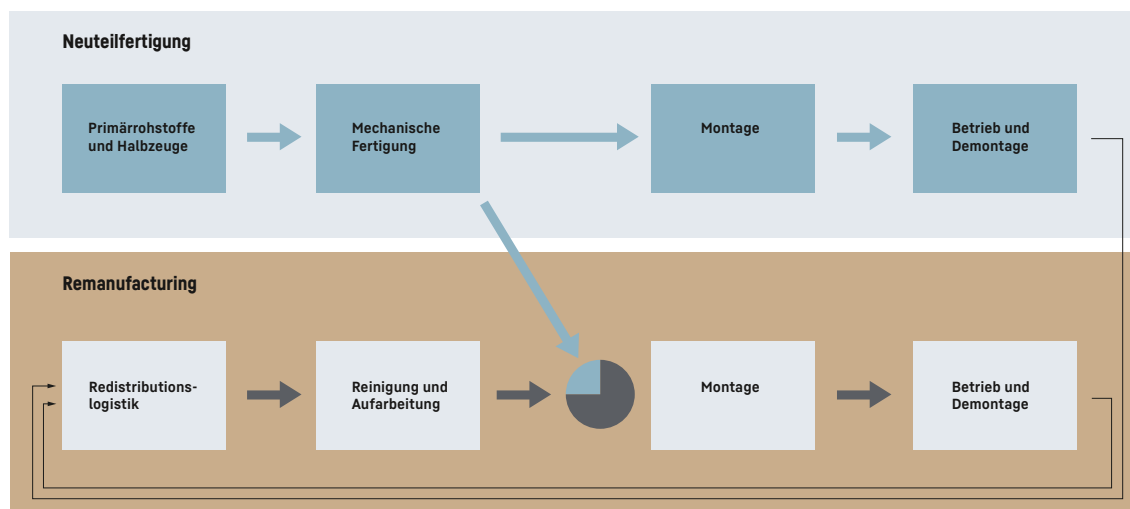 Neuteilfertigung
Primärrohstoffe
und Halbzeuge
Mechanische
Fertigung
Montage
Betrieb und
Demontage
Remanufacturing
Redistributions-
logistik
Reinigung und
Aufarbeitung
Montage
Betrieb und
Demontage